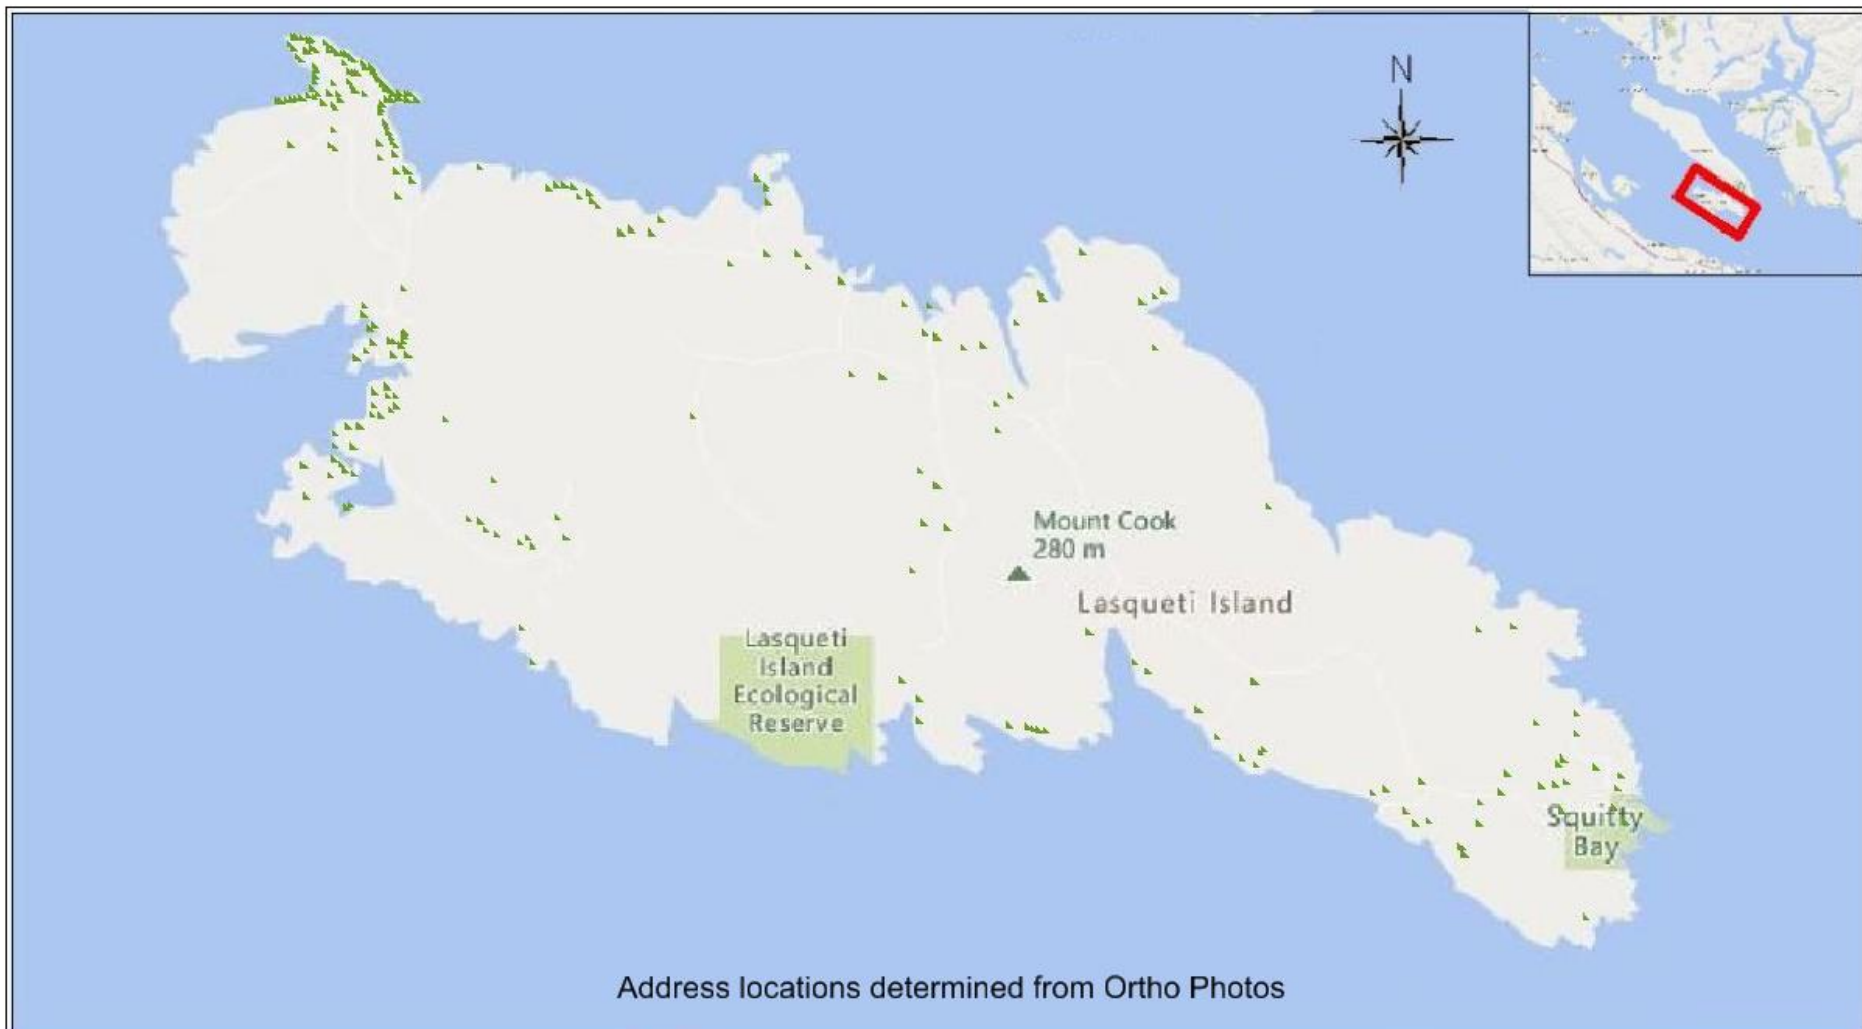 N
Mount Cook
280 m
Lasqueti Island
Lasqueti
Island
Ecological
Reserve
Squitty
Bay
Address locations determined from Ortho Photos